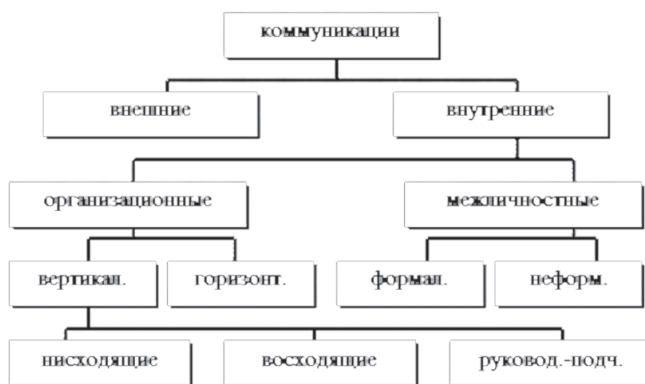 коммуникации
внешние
внутренние
организационные
межличностные
вертикал.
горизонт.
формал.
неформ.
нисходящие
восходящие
руковод.-подч.